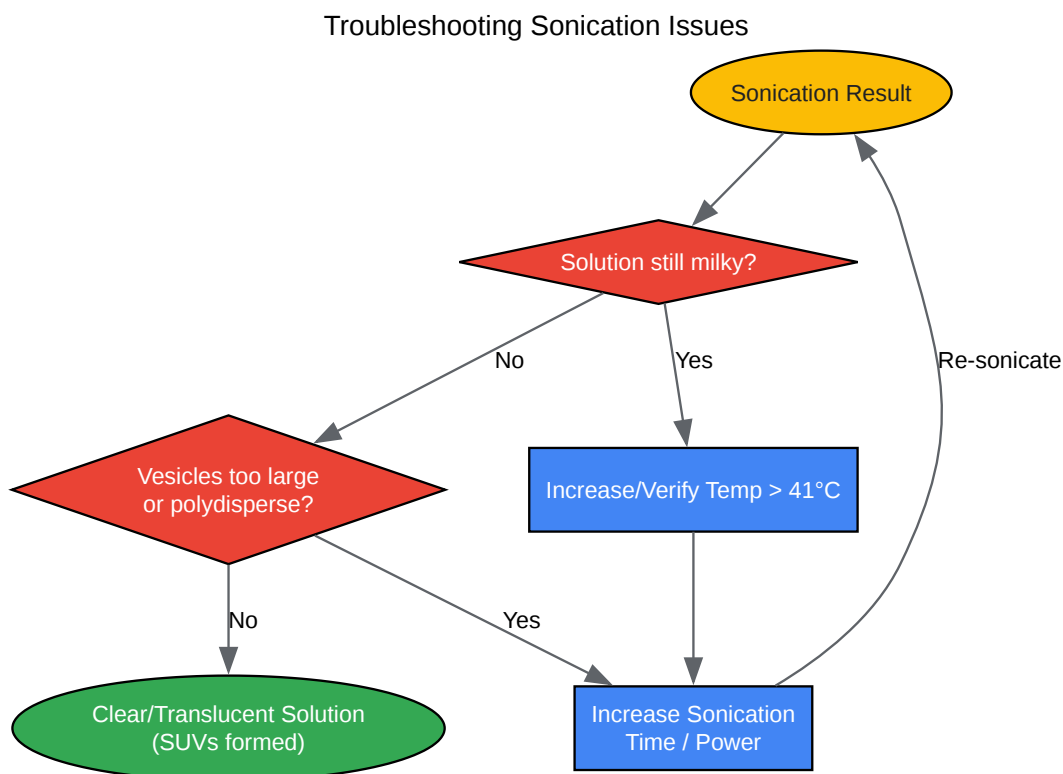 Troubleshooting Sonication Issues
Sonication Result
Solution still milky?
No
Yes
Re-sonicate
Vesicles too large
or polydisperse?
Increase/Verify Temp > 41°C
No
Yes
Clear/Translucent Solution
(SUVs formed)
Increase Sonication
Time / Power